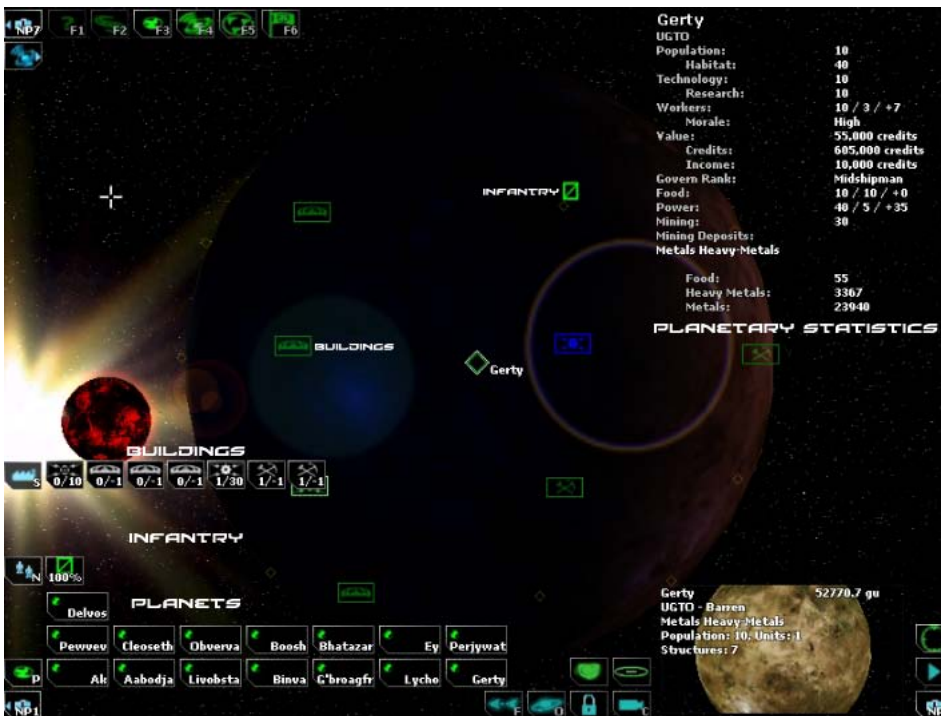 NP7 F1 F2 F3 F4 F5 F6
Gerty
UGTO
Population: 10
Habitat: 40
Technology: 10
Research: 10
Workers: 10 / 3 / +7
Morale: High
Value: 55,000 credits
Credits: 605,000 credits
Income: 10,000 credits
Govern Rank: Midshipman
Food: 10 / 10 / +0
Power: 40 / 5 / +35
Mining: 30
Mining Deposits:
Metals Heavy-Metals
Food: 55
Heavy Metals: 3367
Metals: 23940
PLANETARY STATISTICS
INFANTRY
BUILDINGS
Gerty
BUILDINGS
S 0/10 0/-1 0/-1 0/-1 1/30 1/-1 1/-1
INFANTRY
N 100%
PLANETS
Delvos
Pewvev Cleoseth Obverva Boosh Bhatazar Ey Perjywat
P Ak Aabodja Livobsta Binva G'broagfr Lycho Gerty
NP1
Gerty 52770.7 gu
UGTO - Barren
Metals Heavy-Metals
Population: 10, Units: 1
Structures: 7
F O C NP